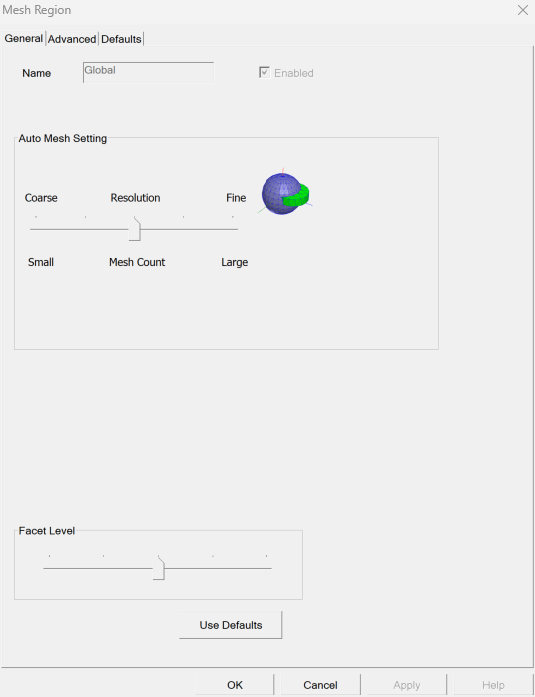 Mesh Region
General Advanced Defaults
Name Global Enabled
Auto Mesh Setting
Coarse Resolution Fine
Small Mesh Count Large
Facet Level
Use Defaults
OK Cancel Apply Help